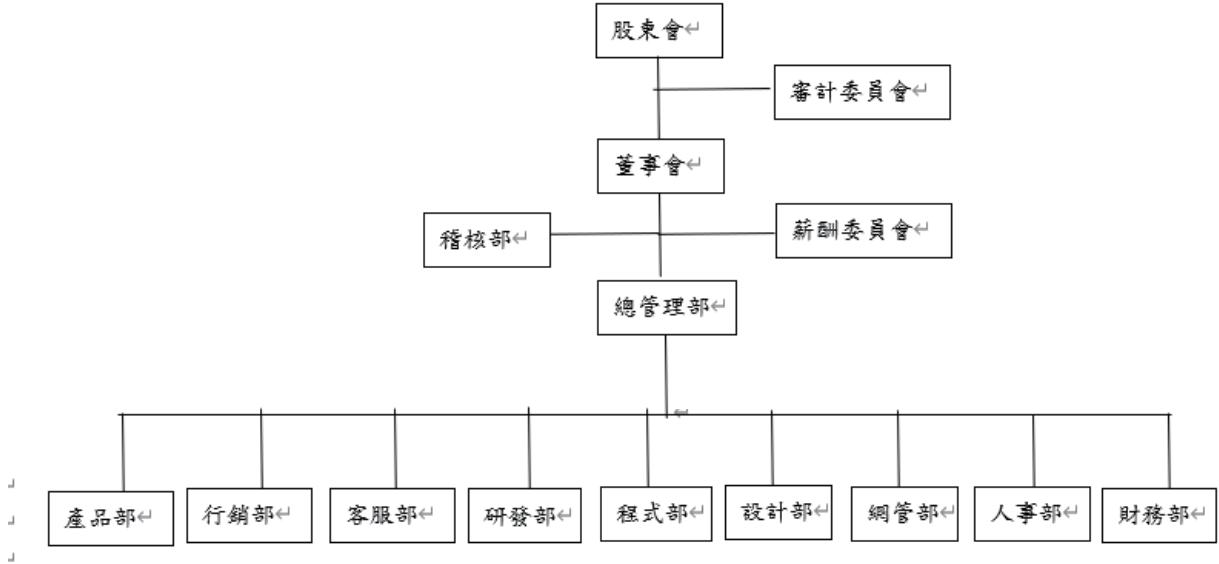 股東會
審計委員會
董事會
稽核部
薪酬委員會
總管理部
產品部
行銷部
客服部
研發部
程式部
設計部
網管部
人事部
財務部